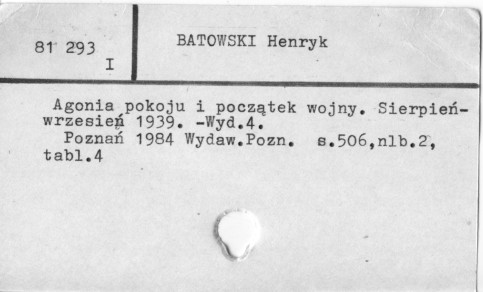 81 293
I
BATOWSKI Henryk
Agonia pokoju i początek wojny. Sierpień-
wrzesień 1939. -Wyd.4.
Poznań 1984 Wydaw.Pozn. s.506,nlb.2,
tabl.4